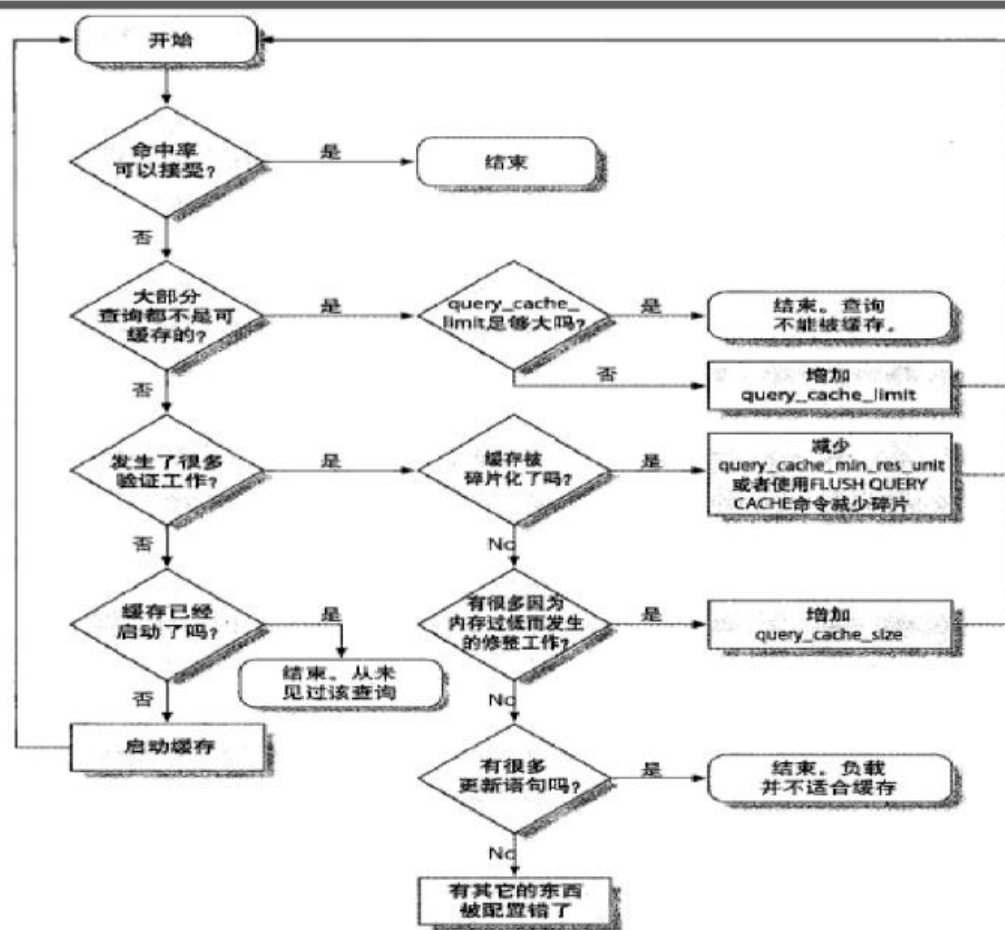 开始
命中率
可以接受?
是
结束
否
大部分
查询都不是可
缓存的?
是
query_cache_
limit足够大吗?
是
结束。查询
不能被缓存。
否
增加
query_cache_limit
否
发生了很多
验证工作?
是
缓存被
碎片化了吗?
是
减少
query_cache_min_res_unit
或者使用FLUSH QUERY
CACHE命令减少碎片
否
No
缓存已经
启动了吗?
是
结束。从未
见过该查询
有很多因为
内存过低而发生
的修整工作?
是
增加
query_cache_size
否
启动缓存
No
有很多
更新语句吗?
是
结束。负载
并不适合缓存
No
有其它的东西
被配置错了